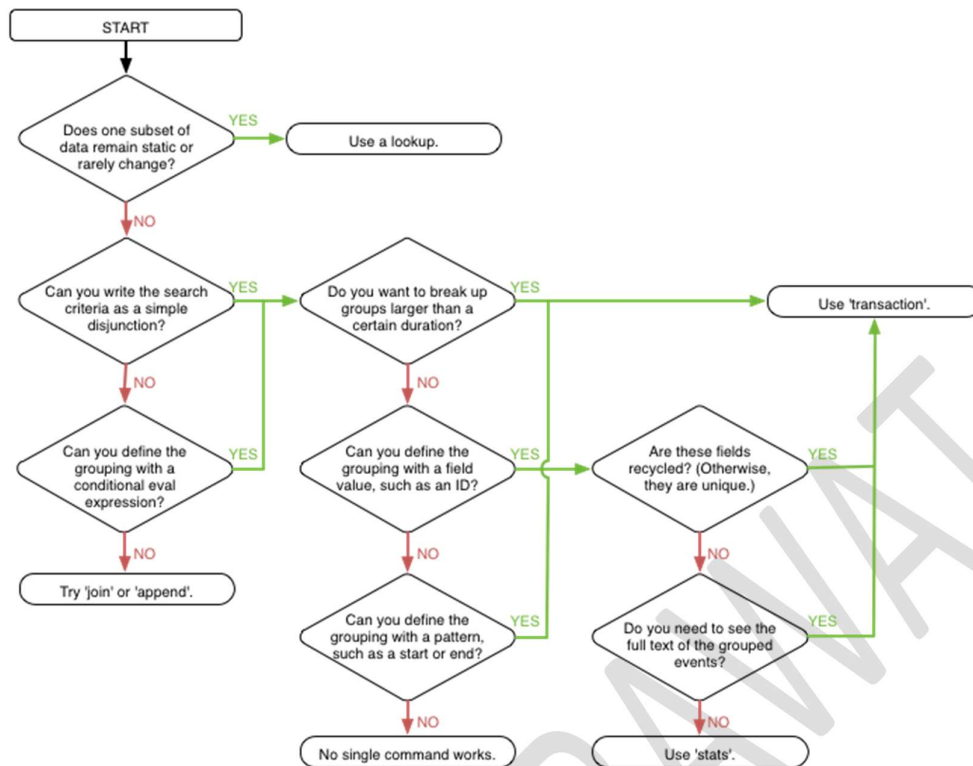 START
Does one subset of
data remain static or
rarely change?
YES
Use a lookup.
NO
Can you write the search
criteria as a simple
disjunction?
YES
Do you want to break up
groups larger than a
certain duration?
YES
Use 'transaction'.
NO
NO
Can you define the
grouping with a
conditional eval
expression?
YES
Can you define the
grouping with a field
value, such as an ID?
YES
Are these fields
recycled? (Otherwise,
they are unique.)
YES
NO
NO
NO
Try 'join' or 'append'.
Can you define the
grouping with a pattern,
such as a start or end?
YES
Do you need to see the
full text of the grouped
events?
YES
NO
NO
No single command works.
Use 'stats'.